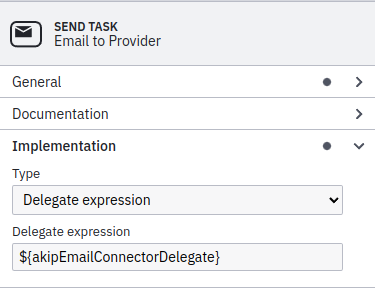 SEND TASK
Email to Provider
General
Documentation
Implementation
Type
Delegate expression
Delegate expression
${akipEmailConnectorDelegate}